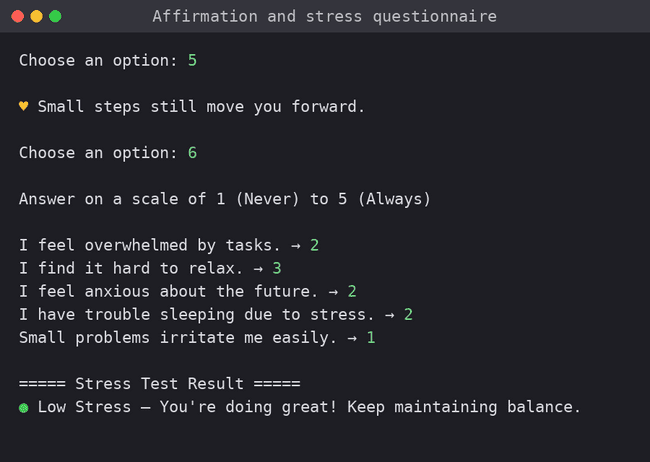 Affirmation and stress questionnaire
Choose an option: 5
♥ Small steps still move you forward.
Choose an option: 6
Answer on a scale of 1 (Never) to 5 (Always)
I feel overwhelmed by tasks. → 2
I find it hard to relax. → 3
I feel anxious about the future. → 2
I have trouble sleeping due to stress. → 2
Small problems irritate me easily. → 1
===== Stress Test Result =====
● Low Stress — You're doing great! Keep maintaining balance.